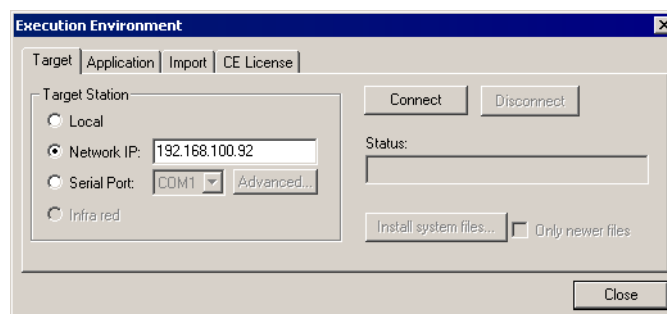 Execution Environment
Target Application Import CE License
Target Station
Local
Network IP: 192.168.100.92
Serial Port: COM1 Advanced...
Infra red
Connect Disconnect
Status:
Install system files... Only newer files
Close